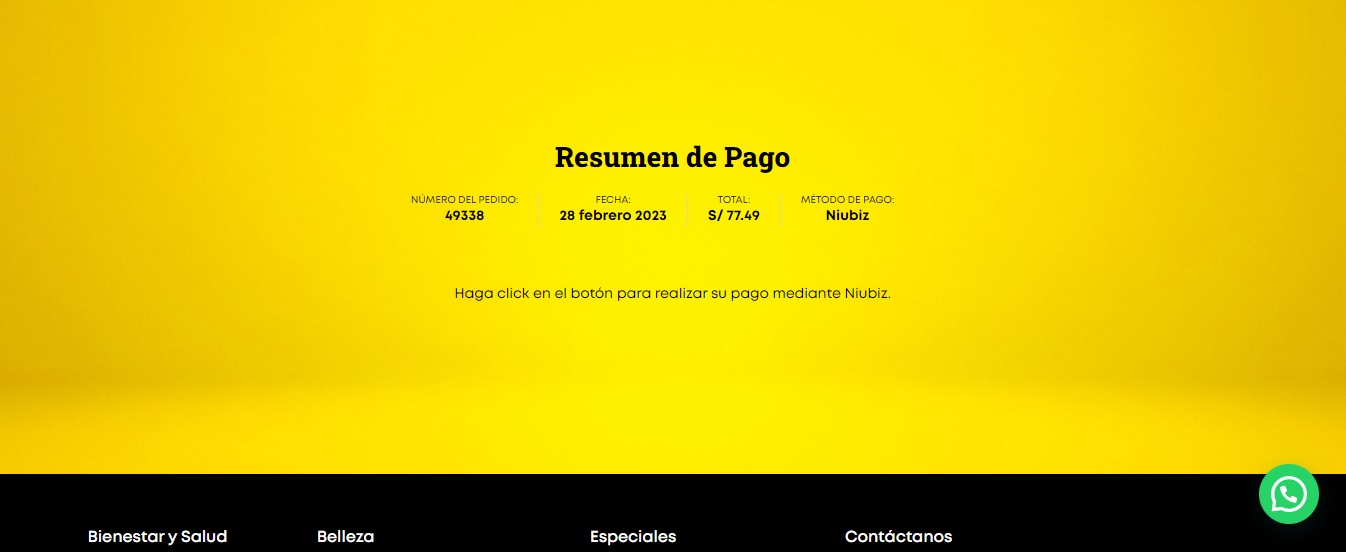 Resumen de Pago
NÚMERO DEL PEDIDO: FECHA: TOTAL: MÉTODO DE PAGO:
49338 28 febrero 2023 S/ 77.49 Niubiz
Haga click en el botón para realizar su pago mediante Niubiz.
Bienestar y Salud Belleza Especiales Contáctanos